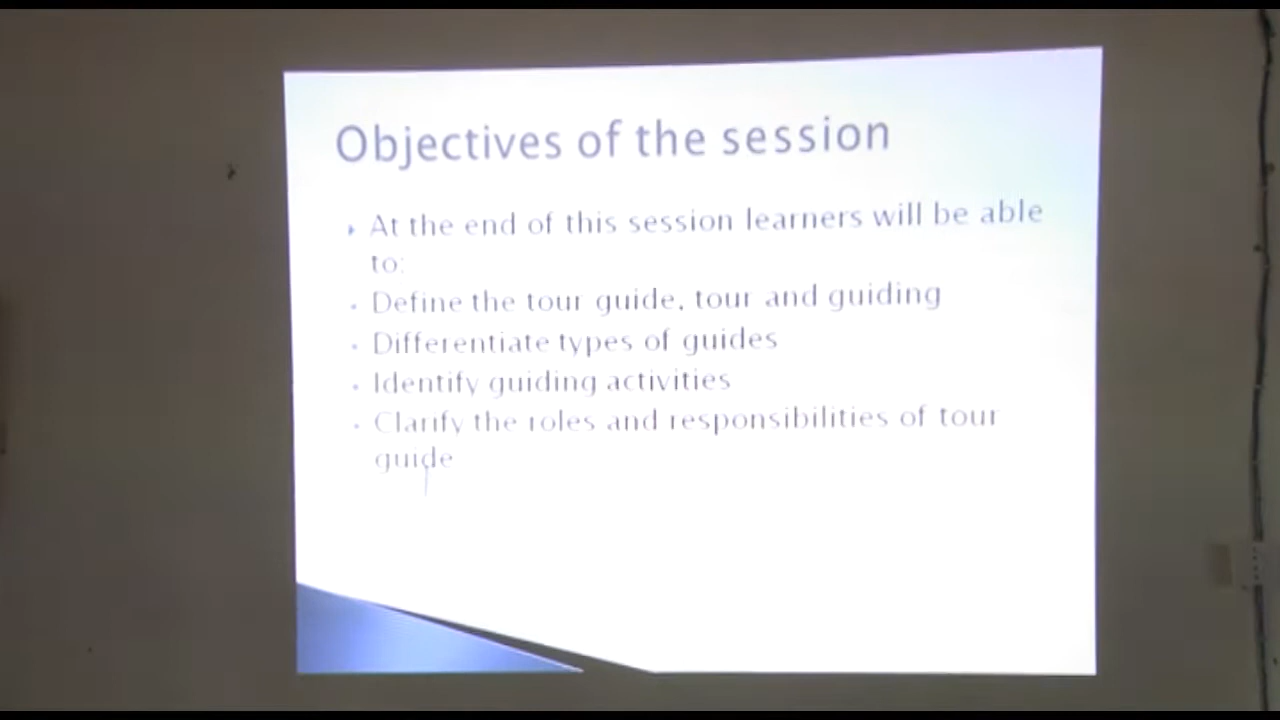 Objectives of the session
At the end of this session learners will be able
to:
Define the tour guide, tour and guiding
Differentiate types of guides
Identify guiding activities
Clarify the roles and responsibilities of tour
guide